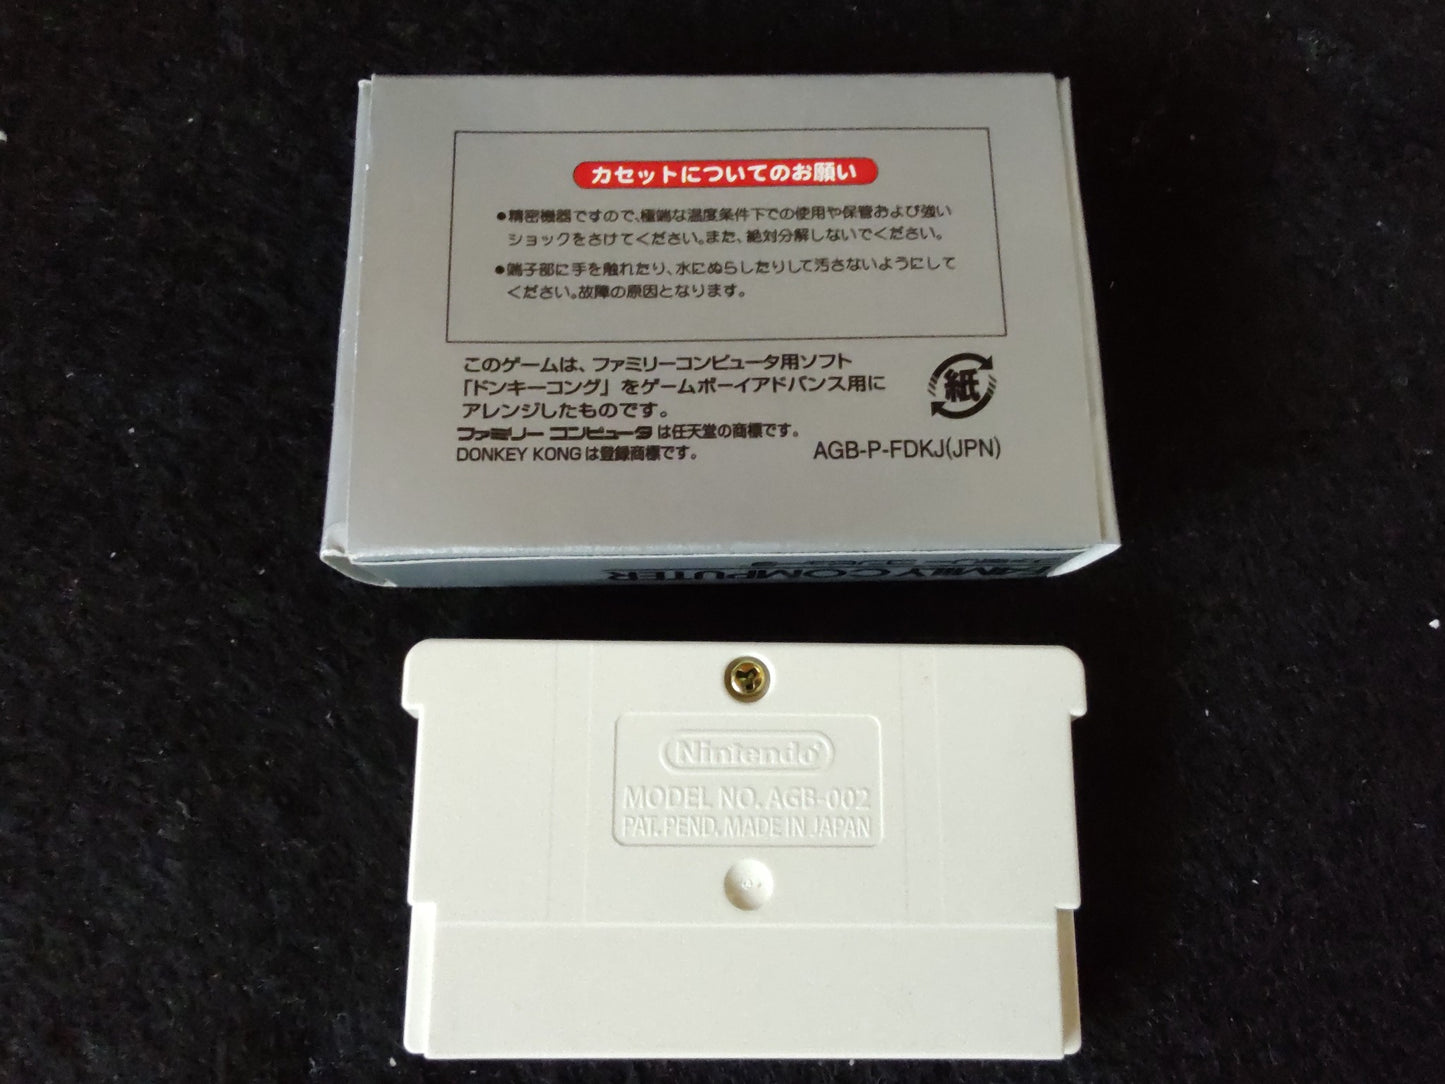 カセットについてのお願い
●精密機器ですので、極端な温度条件下での使用や保管および強い
ショックをさけてください。また、絶対分解しないでください。
●端子部に手を触れたり、水にぬらしたりして汚さないようにして
ください。故障の原因となります。
このゲームは、ファミリーコンピュータ用ソフト
「ドンキーコング」をゲームボーイアドバンス用に
アレンジしたものです。
紙
ファミリーコンピュータは任天堂の商標です。
DONKEY KONGは登録商標です。
AGB-P-FDKJ(JPN)
FAMILY COMPUTER
Nintendo®
MODEL NO. AGB-002
PAT. PEND. MADE IN JAPAN